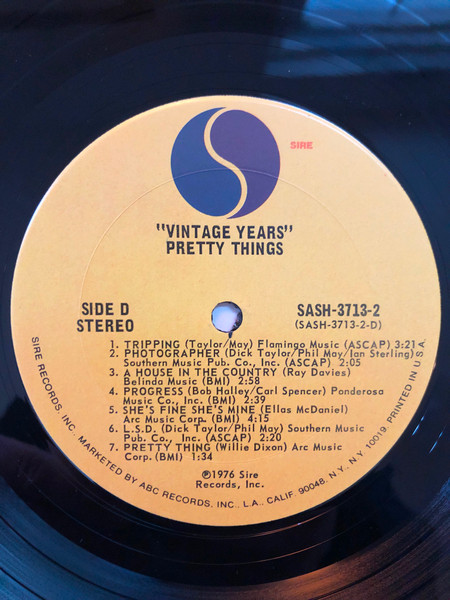 SIRE
"VINTAGE YEARS"
PRETTY THINGS
SIDE D
STEREO
SASH-3713-2
(SASH-3713-2-D)
1. TRIPPING (Taylor/May) Flamingo Music (ASCAP) 3:21
2. PHOTOGRAPHER (Dick Taylor/Phil May/Ian Sterling)
Southern Music Pub. Co., Inc. (ASCAP) 2:05
3. A HOUSE IN THE COUNTRY (Ray Davies)
Belinda Music (BMI) 2:58
4. PROGRESS (Bob Halley/Carl Spencer) Ponderosa
Music Co., Inc. (BMI) 2:39
5. SHE'S FINE SHE'S MINE (Ellas McDaniel)
Arc Music Corp. (BMI) 4:15
6. L.S.D. (Dick Taylor/Phil May) Southern Music
Pub. Co., Inc. (ASCAP) 2:20
7. PRETTY THING (Willie Dixon) Arc Music
Corp. (BMI) 1:34
℗1976 Sire
Records, Inc.
SIRE RECORDS, INC. MARKETED BY ABC RECORDS, INC., L.A., CALIF. 90048. N.Y., N.Y. 10019. PRINTED IN U.S.A.